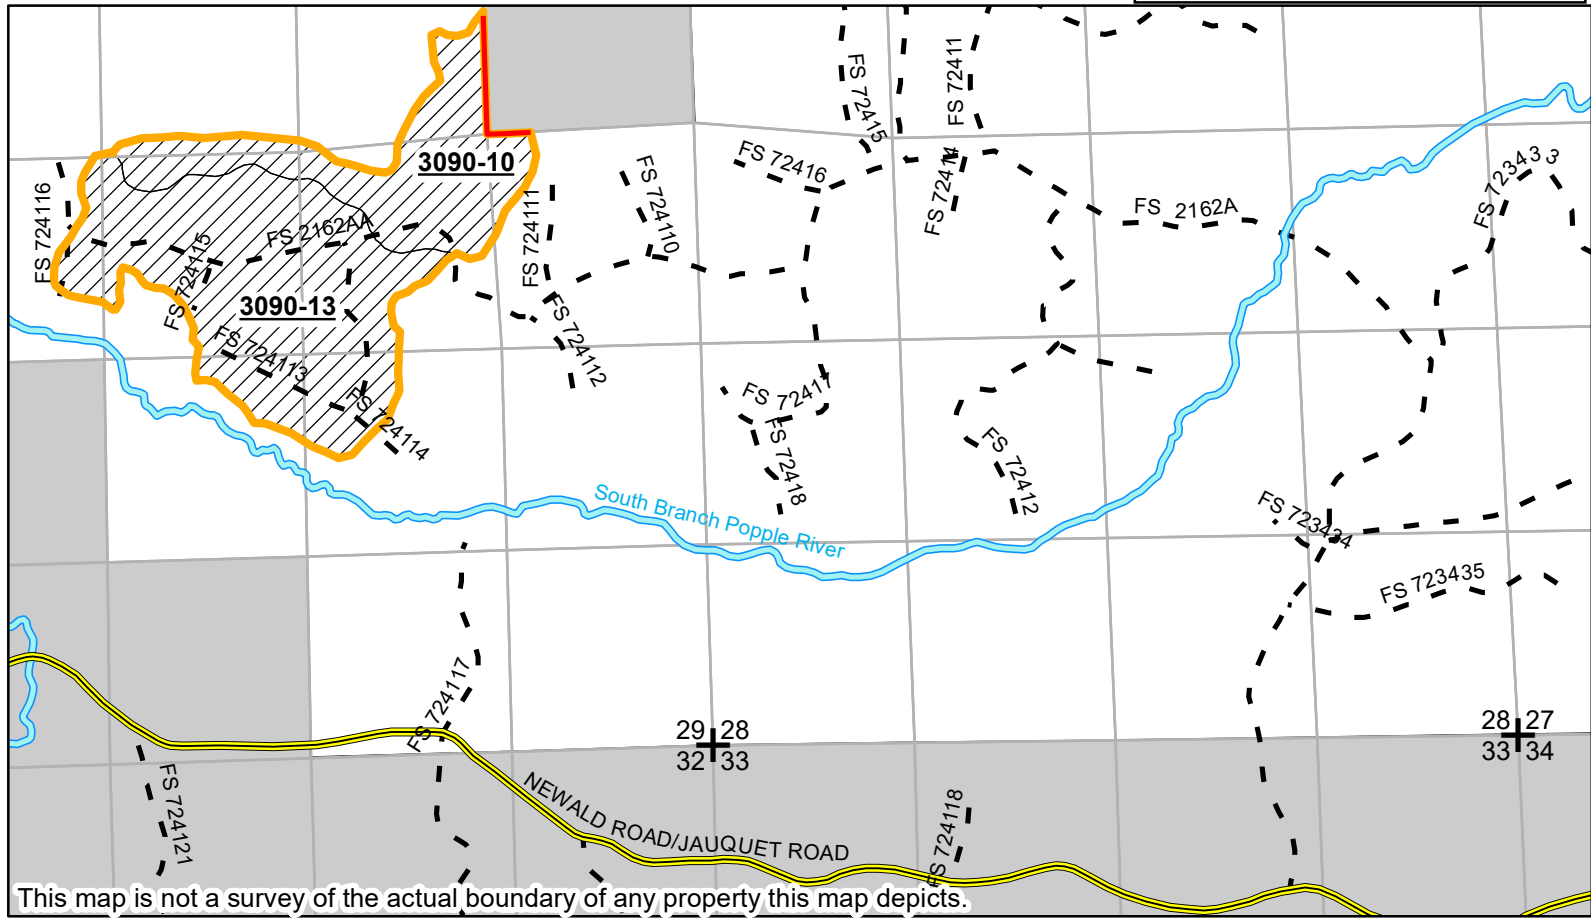 FS 72415
FS 72411
3090-10
FS 72416
FS 72414
FS 723433
FS 724116
FS 724110
FS 724111
FS 2162A
FS 2162AA
FS 724115
3090-13
FS 724112
FS 724113
FS 724114
FS 72417
FS 72418
FS 72412
South Branch Popple River
FS 723434
FS 723435
FS 724117
29 28
32 33
28 27
33 34
FS 724121
NEWALD ROAD/JAUQUET ROAD
FS 724118
This map is not a survey of the actual boundary of any property this map depicts.